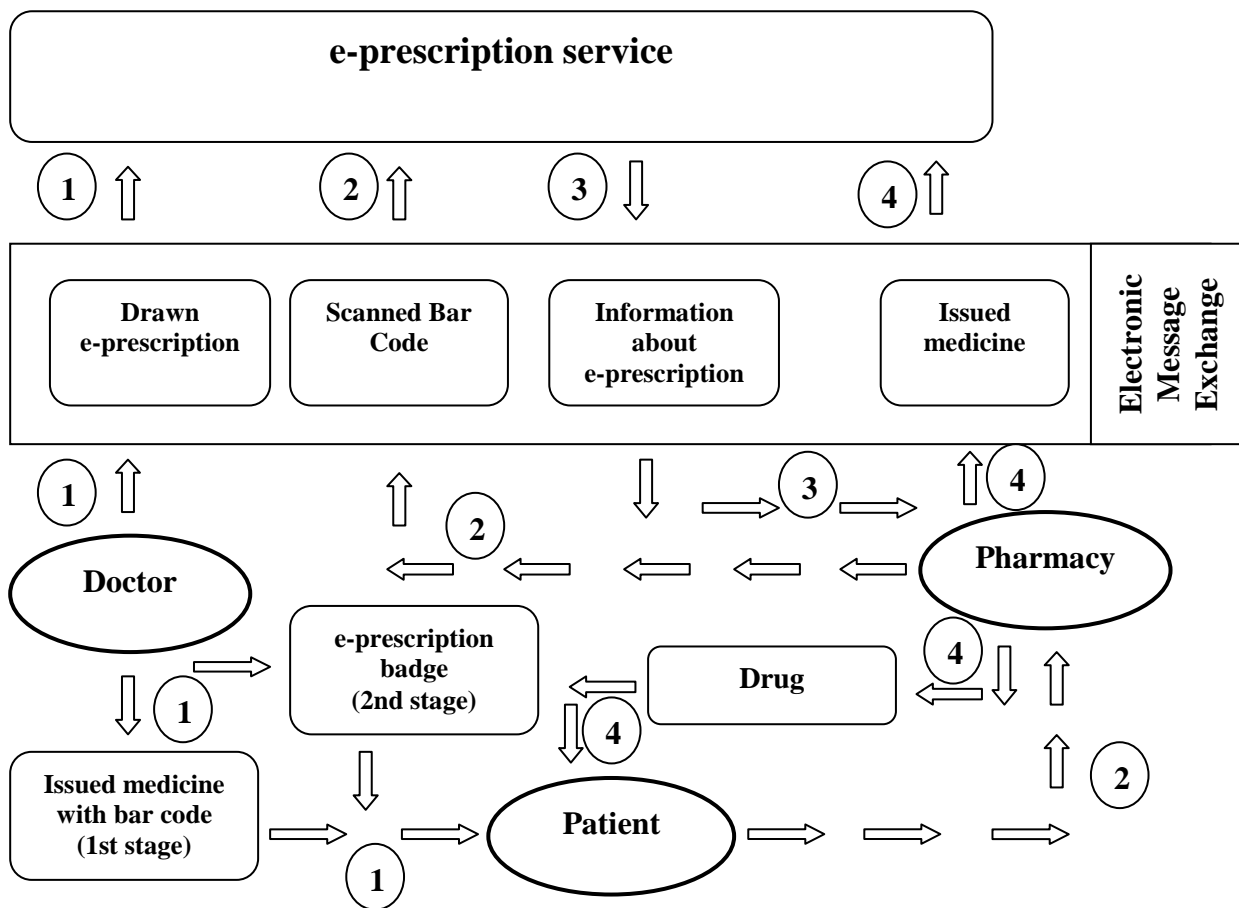 e-prescription service
1
2
3
4
Drawn
e-prescription
Scanned Bar
Code
Information
about
e-prescription
Issued
medicine
Electronic
Message
Exchange
1
2
3
4
Doctor
Pharmacy
e-prescription
badge
(2nd stage)
Drug
4
1
4
2
Issued medicine
with bar code
(1st stage)
Patient
1